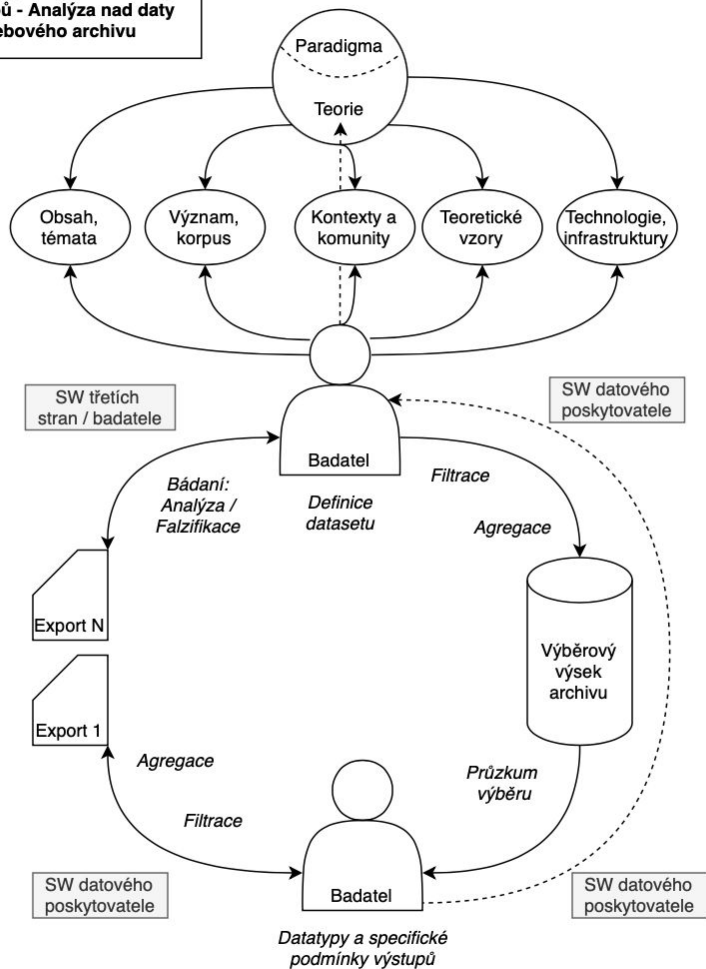 - Analýza nad daty
archivu
Paradigma
Teorie
Obsah,
témata
Význam,
korpus
Kontexty a
komunity
Teoretické
vzory
Technologie,
infrastruktury
SW třetích
stran / badatele
SW datového
poskytovatele
Badatel
Bádaní:
Analýza /
Falzifikace
Definice
datasetu
Filtrace
Agregace
Export N
Výběrový
výsek
archivu
Export 1
Agregace
Filtrace
Průzkum
výběru
SW datového
poskytovatele
Badatel
SW datového
poskytovatele
Datatypy a specifické
podmínky výstupů